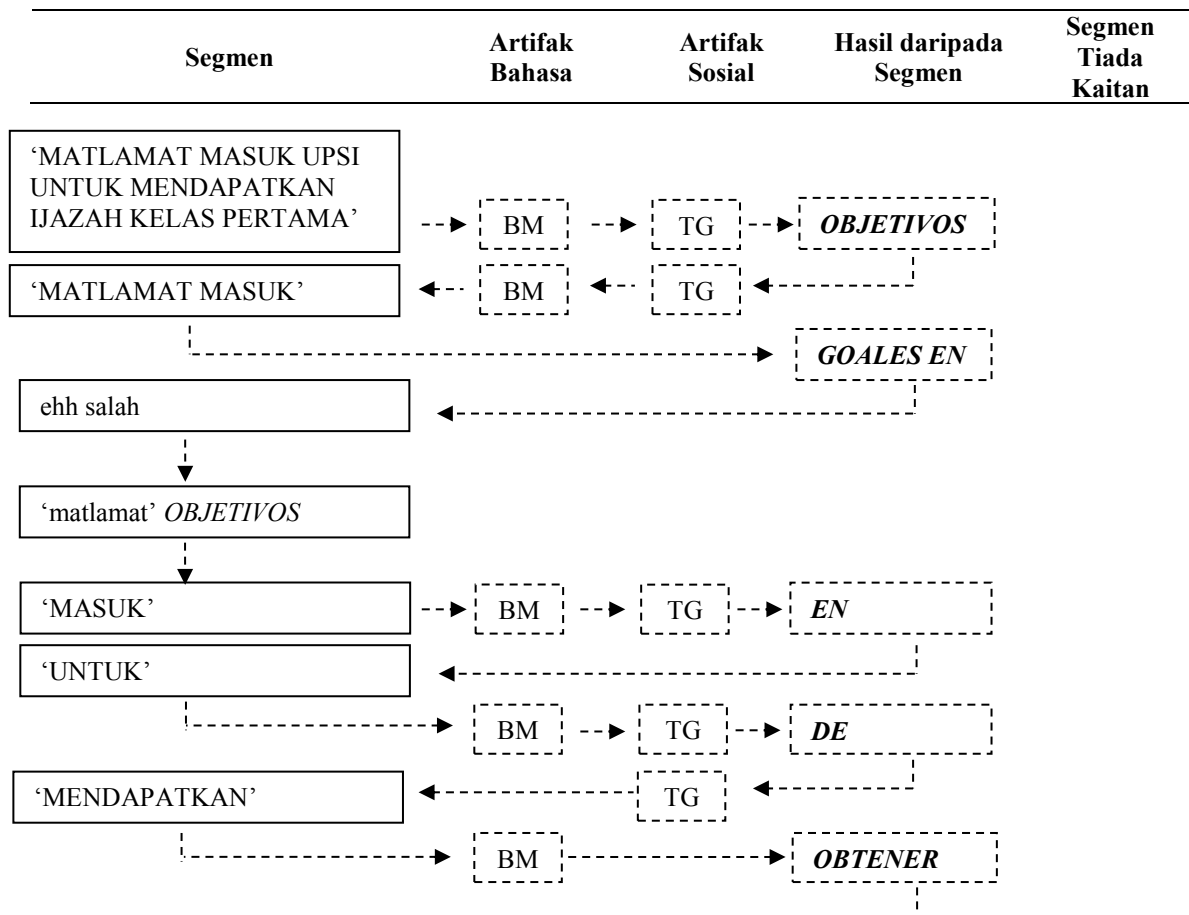 Segmen Artifak Bahasa Artifak Sosial Hasil daripada Segmen Segmen Tiada Kaitan
‘MATLAMAT MASUK UPSI
UNTUK MENDAPATKAN
IJAZAH KELAS PERTAMA’
BM TG OBJETIVOS
‘MATLAMAT MASUK’ BM TG
GOALES EN
ehh salah
‘matlamat’ OBJETIVOS
‘MASUK’ BM TG EN
‘UNTUK’
BM TG DE
‘MENDAPATKAN’ TG
BM OBTENER